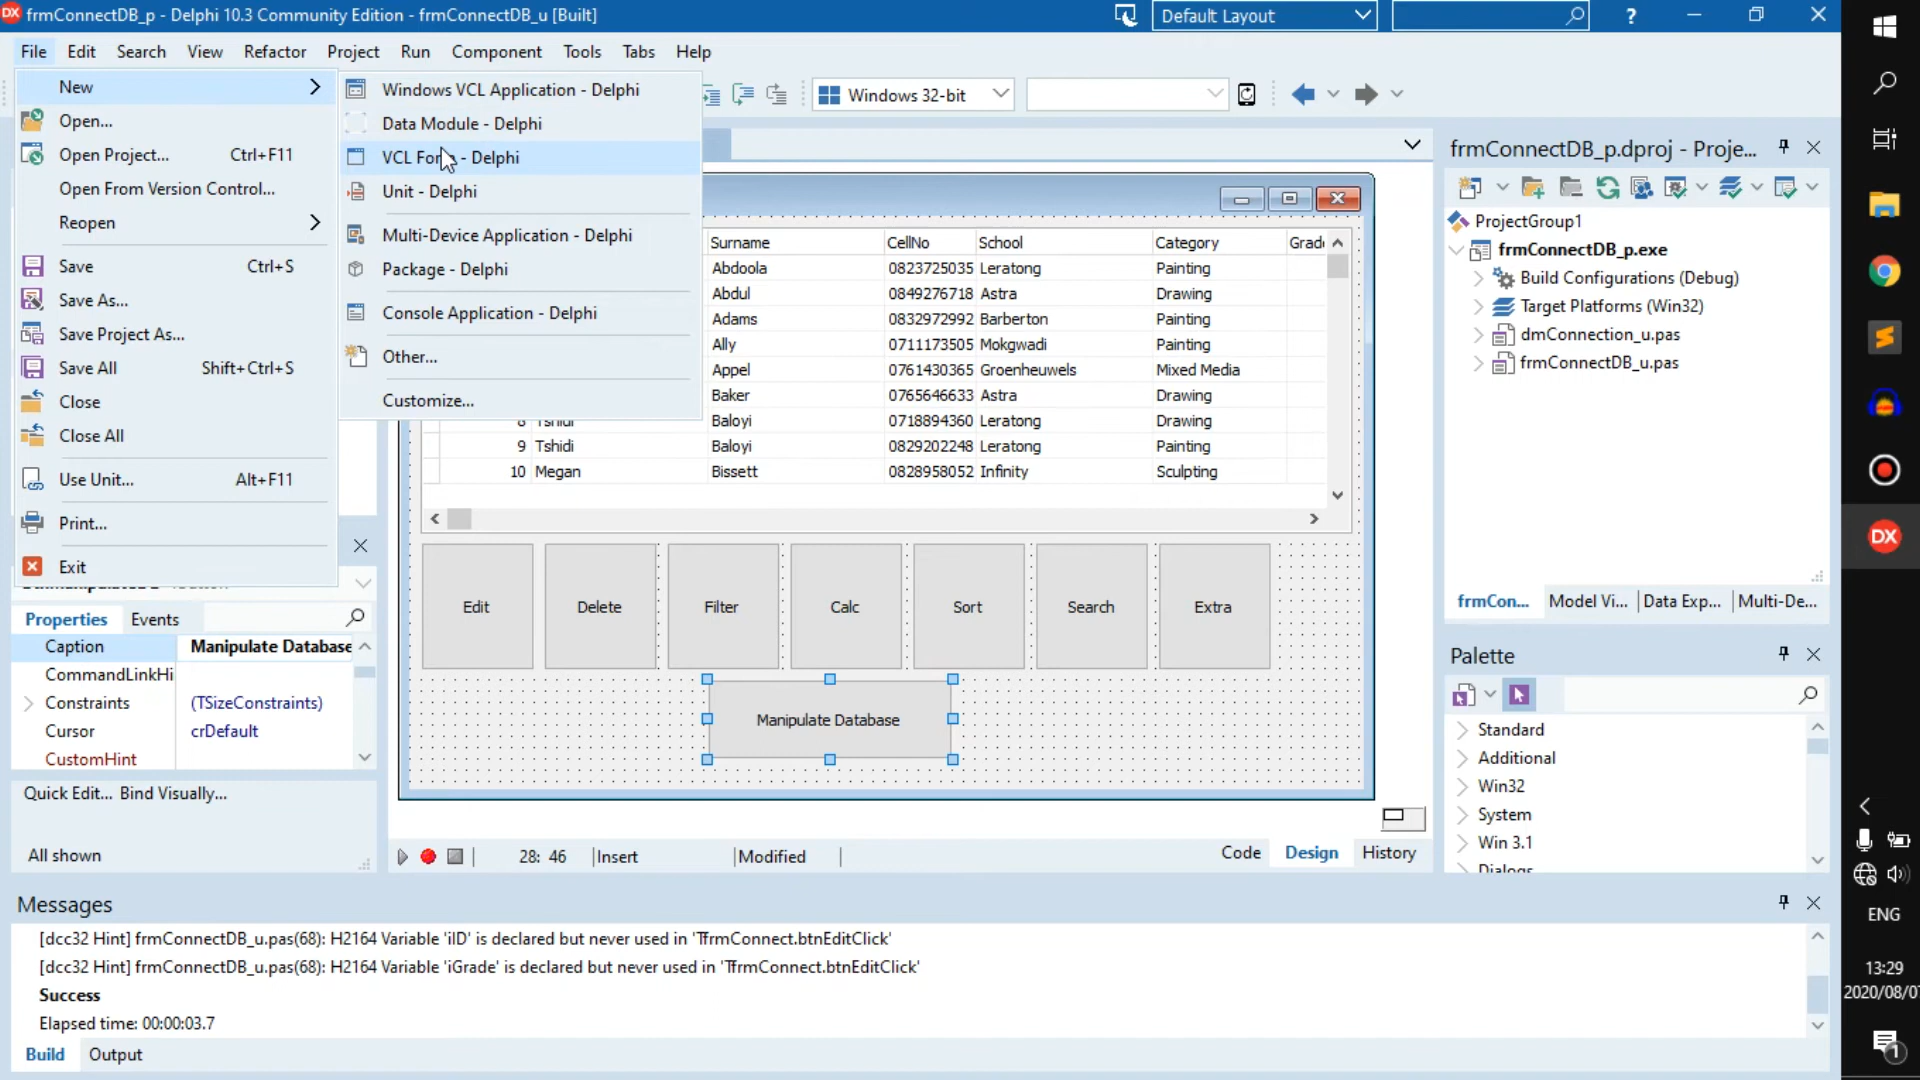 frmConnectDB_p - Delphi 10.3 Community Edition - frmConnectDB_u [Built]
Default Layout
?
File Edit Search View Refactor Project Run Component Tools Tabs Help
New
Open...
Open Project... Ctrl+F11
Open From Version Control...
Reopen
Save Ctrl+S
Save As...
Save Project As...
Save All Shift+Ctrl+S
Close
Close All
Use Unit... Alt+F11
Print...
Exit
Windows VCL Application - Delphi
Data Module - Delphi
VCL Form - Delphi
Unit - Delphi
Multi-Device Application - Delphi
Package - Delphi
Console Application - Delphi
Other...
Customize...
Windows 32-bit
Surname CellNo School Category
Abdoola 0823725035 Leratong Painting
Abdul 0849276718 Astra Drawing
Adams 0832972992 Barberton Painting
Ally 0711173505 Mokgwadi Painting
Appel 0761430365 Groenheuwels Mixed Media
Baker 0765646633 Astra Drawing
8 Tshidi Baloyi 0718894360 Leratong Drawing
9 Tshidi Baloyi 0829202248 Leratong Painting
10 Megan Bissett 0828958052 Infinity Sculpting
Edit Delete Filter Calc Sort Search Extra
Manipulate Database
Properties Events
Caption Manipulate Database
CommandLinkHi
Constraints (TSizeConstraints)
Cursor crDefault
CustomHint
Quick Edit... Bind Visually...
All shown
28: 46 Insert Modified
Code Design History
frmConnectDB_p.dproj - Proje...
ProjectGroup1
frmConnectDB_p.exe
Build Configurations (Debug)
Target Platforms (Win32)
dmConnection_u.pas
frmConnectDB_u.pas
frmCon... Model Vi... Data Exp... Multi-De...
Palette
Standard
Additional
Win32
System
Win 3.1
Dialogs
Messages
[dcc32 Hint] frmConnectDB_u.pas(68): H2164 Variable 'iID' is declared but never used in 'TfrmConnect.btnEditClick'
[dcc32 Hint] frmConnectDB_u.pas(68): H2164 Variable 'iGrade' is declared but never used in 'TfrmConnect.btnEditClick'
Success
Elapsed time: 00:00:03.7
Build Output
DX
DX
ENG
13:29
2020/08/0
1